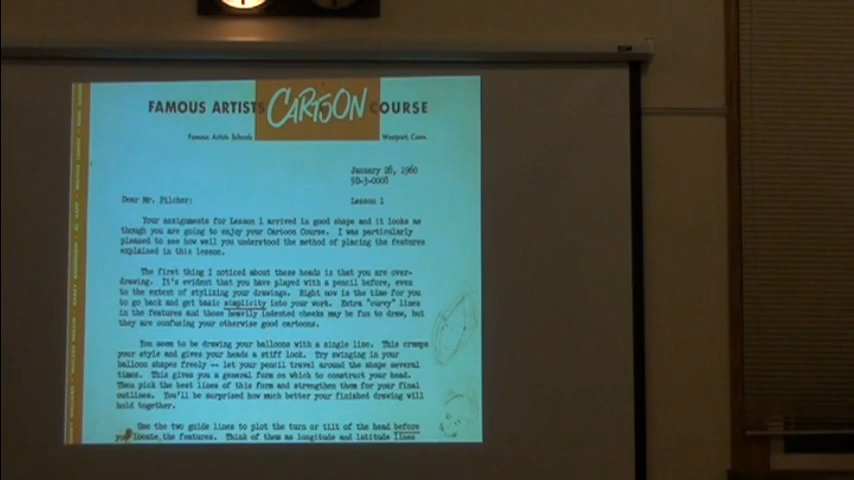 FAMOUS ARTISTS CARTOON COURSE
Famous Artists Schools Westport, Conn.
January 28, 1960
92-3-0008
Dear Mr. Pilcher: Lesson 1
Your assignments for Lesson 1 arrived in good shape and it looks as
though you are going to enjoy your Cartoon Course. I was particularly
pleased to see how well you understood the method of placing the features
explained in this lesson.
The first thing I noticed about these heads is that you are over-
drawing. It's evident that you have played with a pencil before, even
to the extent of stylizing your drawings. Right now is the time for you
to go back and get basic simplicity into your work. Extra "curvy" lines
in the features and those heavily indented cheeks may be fun to draw, but
they are confusing your otherwise good cartoons.
You seem to be drawing your balloons with a single line. This cramps
your style and gives your heads a stiff look. Try swinging in your
balloon shapes freely -- let your pencil travel around the shape several
times. This gives you a general form on which to construct your head.
Then pick the best lines of this form and strengthen them for your final
outlines. You'll be surprised how much better your finished drawing will
hold together.
Use the two guide lines to plot the turn or tilt of the head before
you locate the features. Think of them as longitude and latitude lines